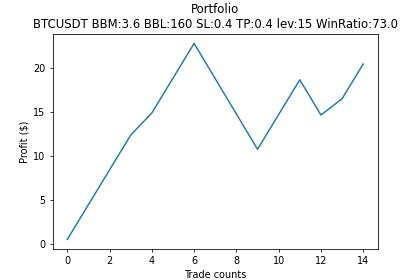 Portfolio
BTCUSDT BBM:3.6 BBL:160 SL:0.4 TP:0.4 lev:15 WinRatio:73.0
Profit ($)
20
15
10
5
0
0 2 4 6 8 10 12 14
Trade counts